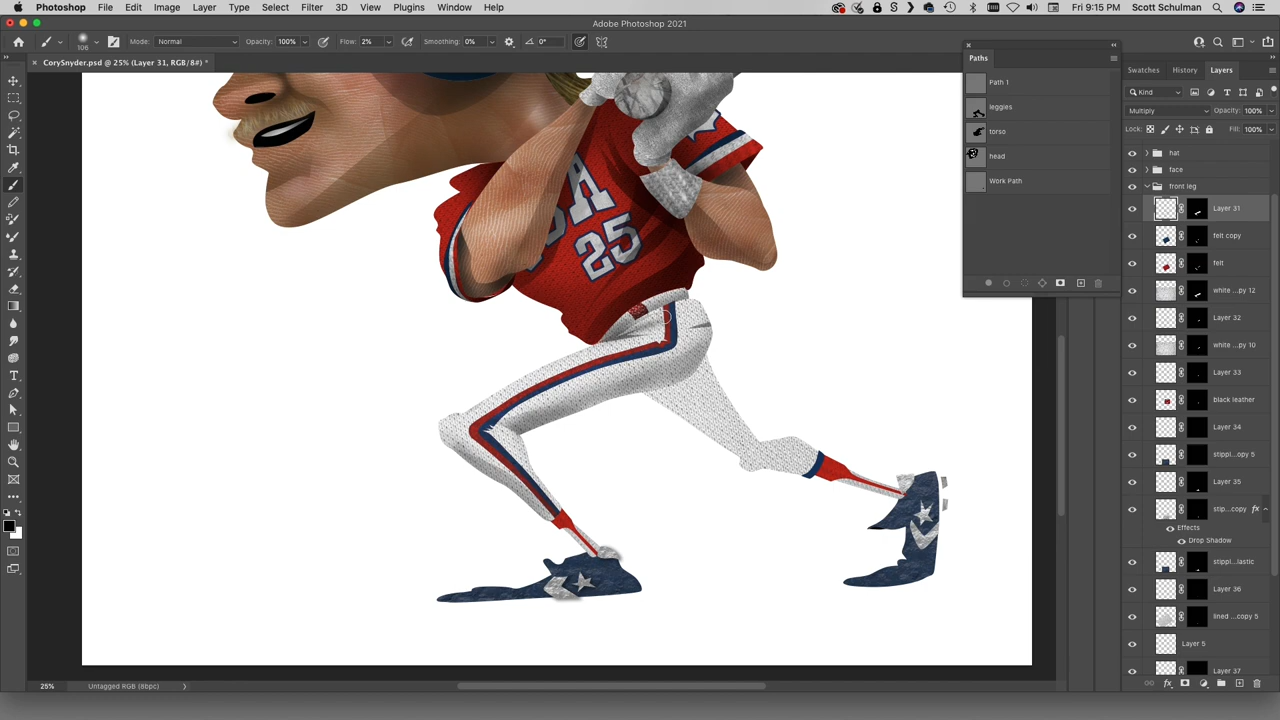 Photoshop File Edit Image Layer Type Select Filter 3D View Plugins Window Help Fri 9:15 PM Scott Schulman
Adobe Photoshop 2021
106 Mode: Normal Opacity: 100% Flow: 2% Smoothing: 0% 0°
CorySnyder.psd @ 25% (Layer 31, RGB/8#) *
Paths
Path 1
leggies
torso
head
Work Path
Swatches History Layers
Kind
Multiply Opacity: 100%
Lock: Fill: 100%
hat
face
front leg
Layer 31
felt copy
felt
white ...py 12
Layer 32
white ...py 10
Layer 33
black leather
Layer 34
stippl...opy 5
Layer 35
stip...copy fx
Effects
Drop Shadow
stippl...lastic
Layer 36
lined ...copy 5
Layer 5
Layer 37
A
25
25% Untagged RGB (8bpc)